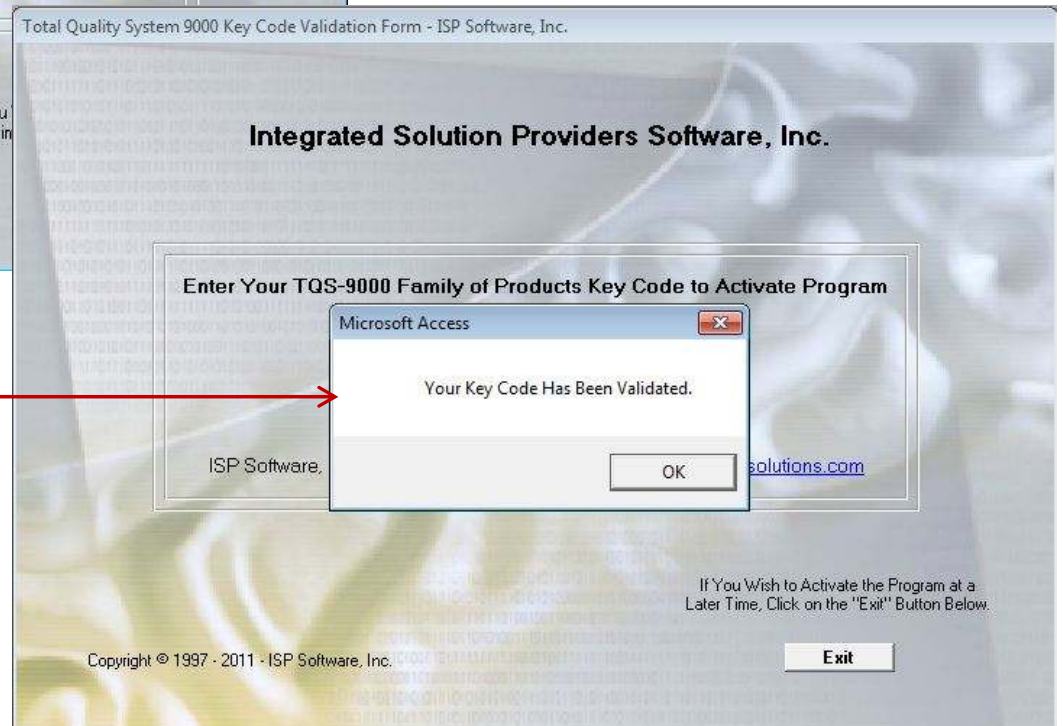 Total Quality System 9000 Key Code Validation Form - ISP Software, Inc.
Integrated Solution Providers Software, Inc.
Enter Your TQS-9000 Family of Products Key Code to Activate Program
Microsoft Access
Your Key Code Has Been Validated.
OK
ISP Software,
solutions.com
If You Wish to Activate the Program at a
Later Time, Click on the "Exit" Button Below.
Exit
Copyright © 1997 - 2011 - ISP Software, Inc.